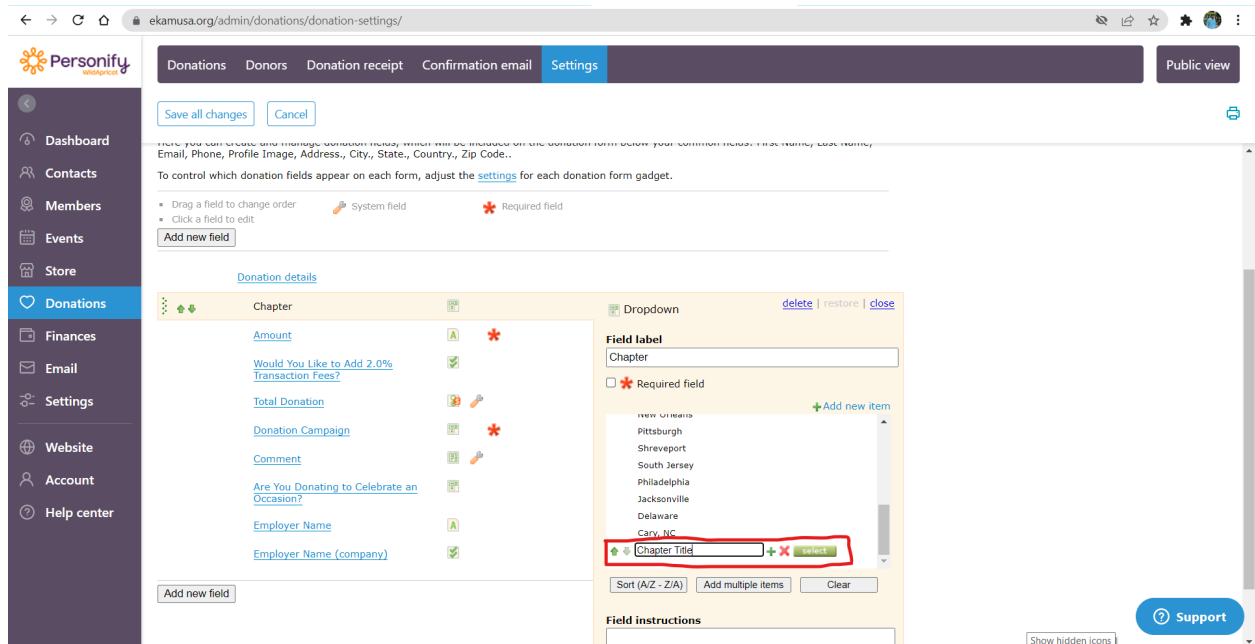 ekamusa.org/admin/donations/donation-settings/
Personify
WildApricot
Donations Donors Donation receipt Confirmation email Settings
Public view
Save all changes Cancel
Here you can create and manage donation fields, which will be included on the donation form below your common fields: First Name, Last Name,
Email, Phone, Profile Image, Address., City., State., Country., Zip Code..
To control which donation fields appear on each form, adjust the settings for each donation form gadget.
Drag a field to change order
Click a field to edit
System field
Required field
Add new field
Dashboard
Contacts
Members
Events
Store
Donations
Finances
Email
Settings
Website
Account
Help center
Donation details
Chapter
Amount
Would You Like to Add 2.0%
Transaction Fees?
Total Donation
Donation Campaign
Comment
Are You Donating to Celebrate an
Occasion?
Employer Name
Employer Name (company)
Add new field
Dropdown
delete | restore | close
Field label
Chapter
Required field
Add new item
New Orleans
Pittsburgh
Shreveport
South Jersey
Philadelphia
Jacksonville
Delaware
Cary, NC
Chapter Title
select
Sort (A/Z - Z/A) Add multiple items Clear
Field instructions
Support
Show hidden icons